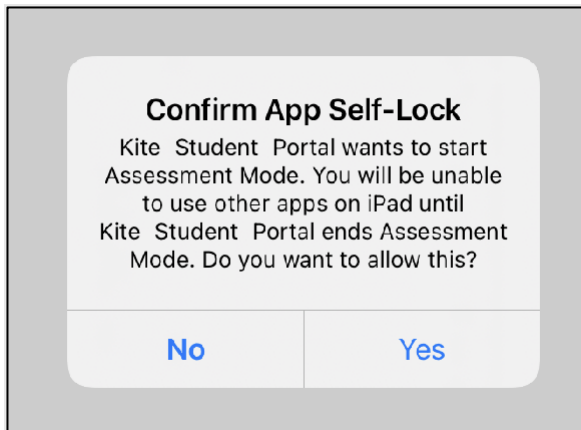 Confirm App Self-Lock
Kite Student Portal wants to start
Assessment Mode. You will be unable
to use other apps on iPad until
Kite Student Portal ends Assessment
Mode. Do you want to allow this?
No
Yes